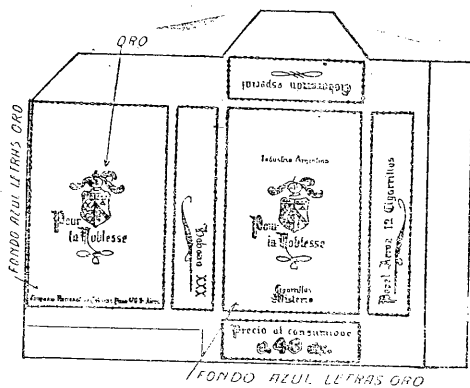 ORO
Elaboracion especial
FONDO AZUL LETRAS ORO
Pour
la Noblesse
Tabaco XXX
Industria Argentina
Pour
la Noblesse
Cigarrillos
Misterio
Papel Arroz 12 Cigarrillos
Precio al consumidor
FONDO AZUL LETRAS ORO